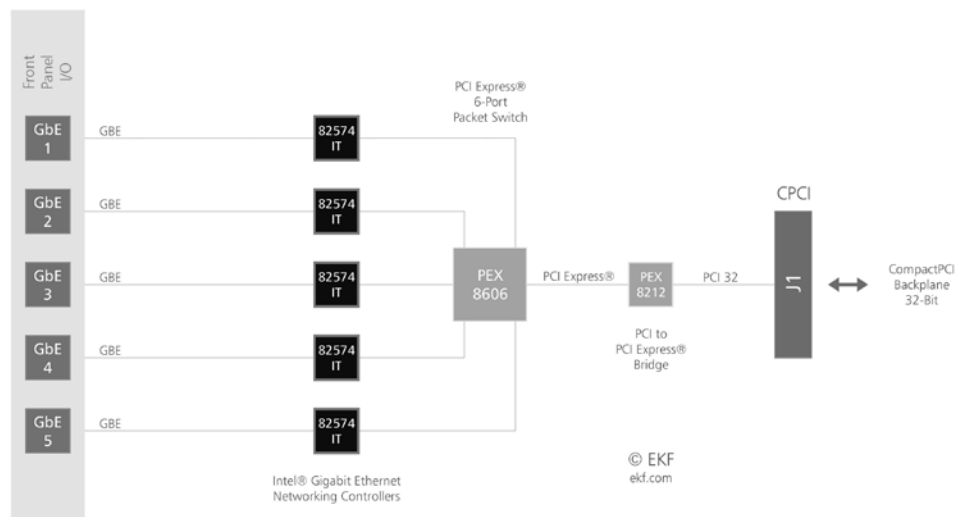 Front
Panel
I/O
PCI Express®
6-Port
Packet Switch
GbE
1
GBE
82574
IT
GbE
2
GBE
82574
IT
CPCI
GbE
3
GBE
82574
IT
PEX
8606
PCI Express®
PEX
8212
PCI 32
J1
CompactPCI
Backplane
32-Bit
PCI to
PCI Express®
Bridge
GbE
4
GBE
82574
IT
GbE
5
GBE
82574
IT
Intel® Gigabit Ethernet
Networking Controllers
© EKF
ekf.com